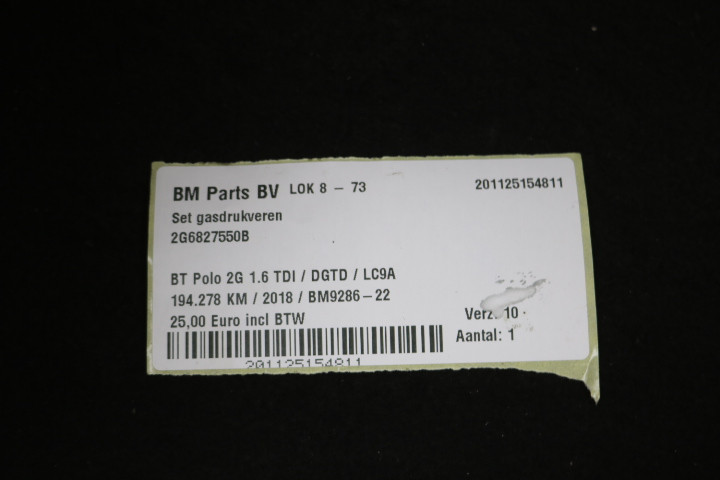 BM Parts BV LOK 8 - 73 201125154811
Set gasdrukveren
2G6827550B
BT Polo 2G 1.6 TDI / DGTD / LC9A
194.278 KM / 2018 / BM9286-22
25,00 Euro incl BTW
Verz: 10
Aantal: 1
201125154811